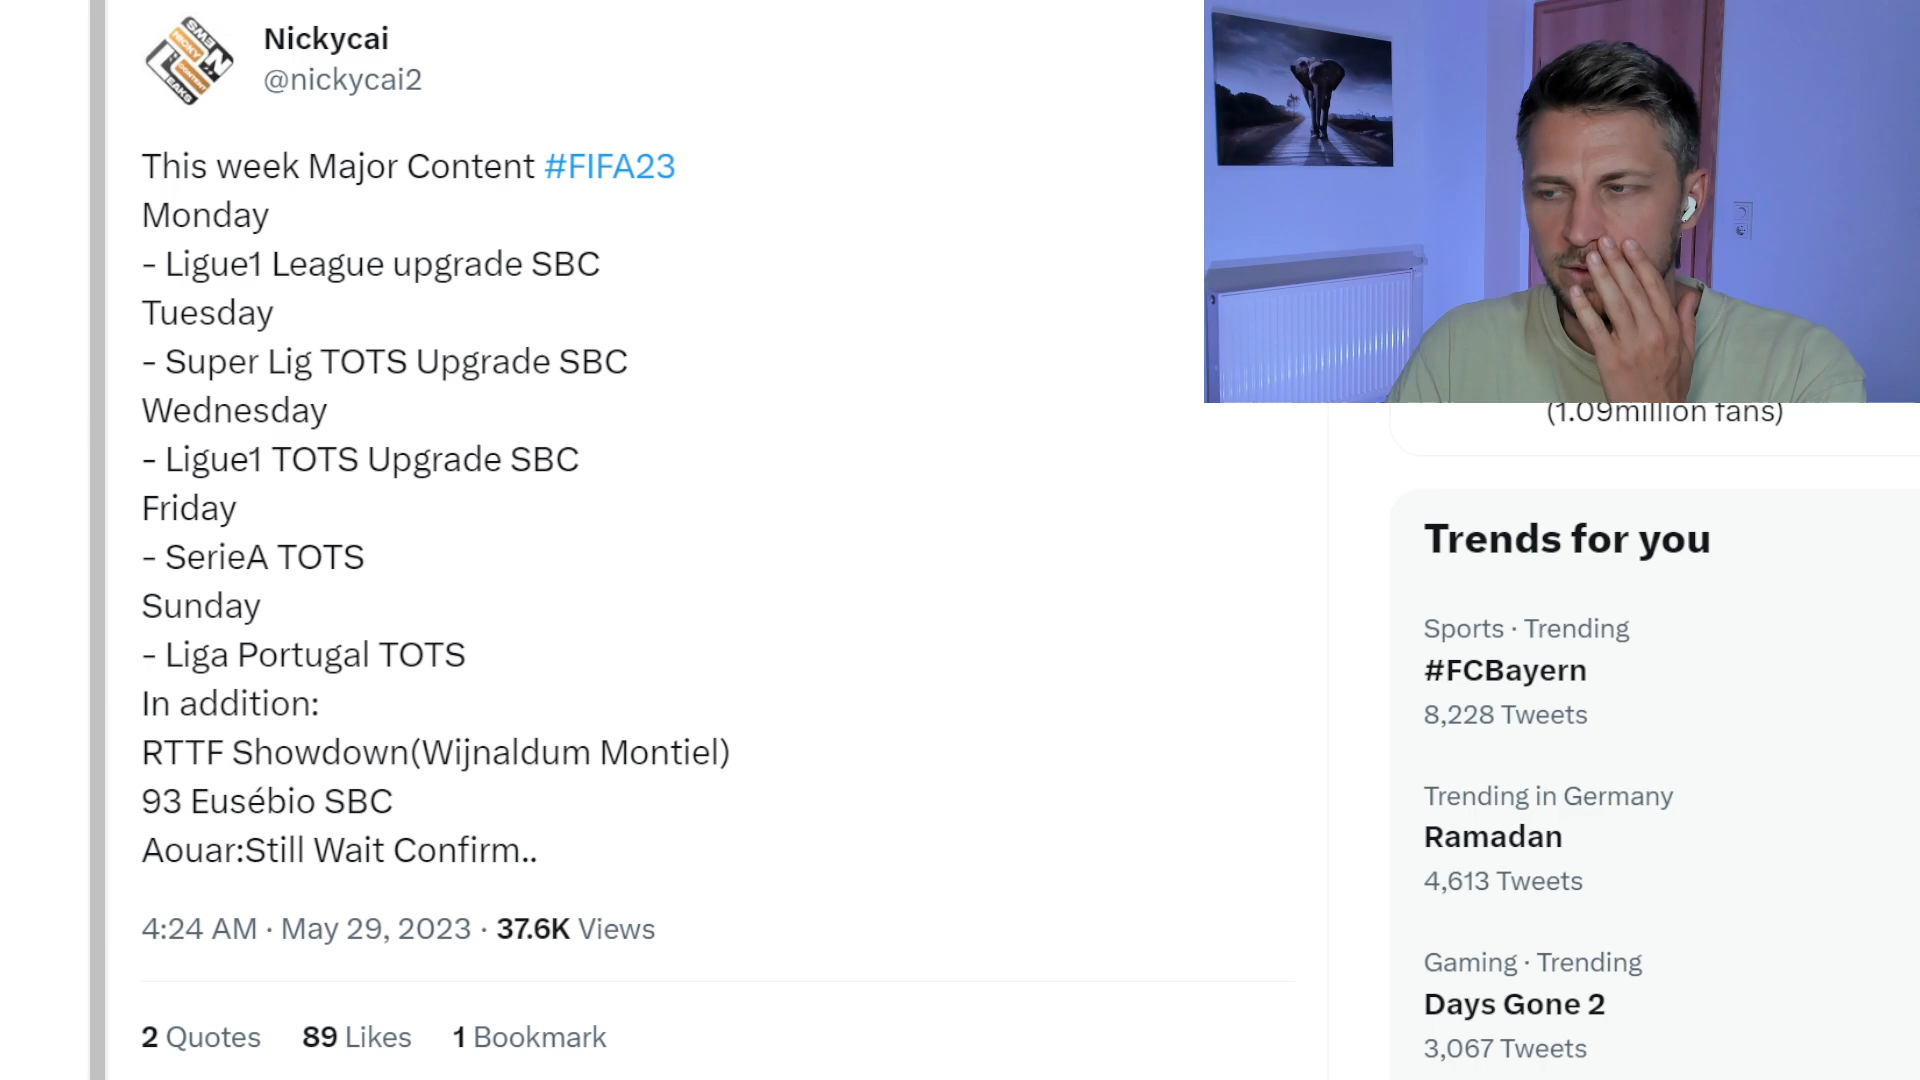 Nickycai
@nickycai2
This week Major Content #FIFA23
Monday
- Ligue1 League upgrade SBC
Tuesday
- Super Lig TOTS Upgrade SBC
Wednesday
- Ligue1 TOTS Upgrade SBC
Friday
- SerieA TOTS
Sunday
- Liga Portugal TOTS
In addition:
RTTF Showdown(Wijnaldum Montiel)
93 Eusébio SBC
Aouar:Still Wait Confirm..
4:24 AM · May 29, 2023 · 37.6K Views
2 Quotes 89 Likes 1 Bookmark
(1.09million fans)
Trends for you
Sports · Trending
#FCBayern
8,228 Tweets
Trending in Germany
Ramadan
4,613 Tweets
Gaming · Trending
Days Gone 2
3,067 Tweets